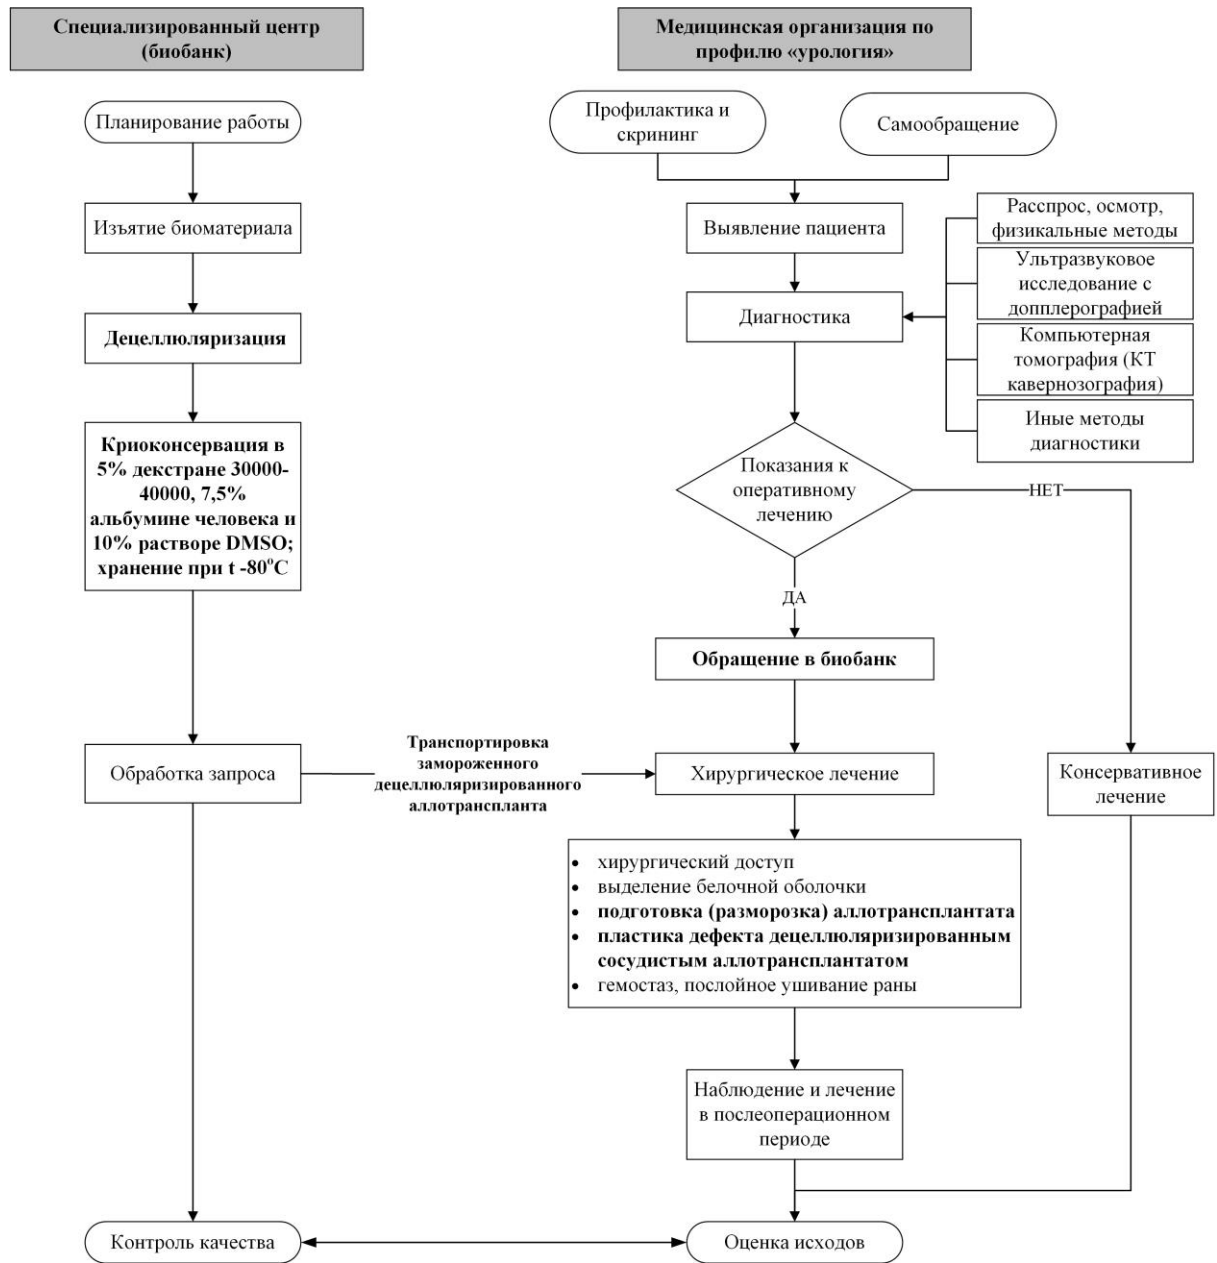 Специализированный центр
(биобанк)
Планирование работы
Изъятие биоматериала
Децеллюляризация
Криоконсервация в
5% декстране 30000-
40000, 7,5%
альбумине человека и
10% растворе DMSO;
хранение при t -80°C
Обработка запроса
Контроль качества
Транспортировка
замороженного
децеллюляризированного
аллотранспланта
Медицинская организация по
профилю «урология»
Профилактика и
скрининг
Самообращение
Выявление пациента
Диагностика
Расспрос, осмотр,
физикальные методы
Ультразвуковое
исследование с
допплерографией
Компьютерная
томография (КТ
кавернозография)
Иные методы
диагностики
Показания к
оперативному
лечению
НЕТ
ДА
Обращение в биобанк
Хирургическое лечение
Консервативное
лечение
• хирургический доступ
• выделение белочной оболочки
• подготовка (разморозка) аллотрансплантата
• пластика дефекта децеллюляризированным
сосудистым аллотрансплантатом
• гемостаз, послойное ушивание раны
Наблюдение и лечение
в послеоперационном
периоде
Оценка исходов